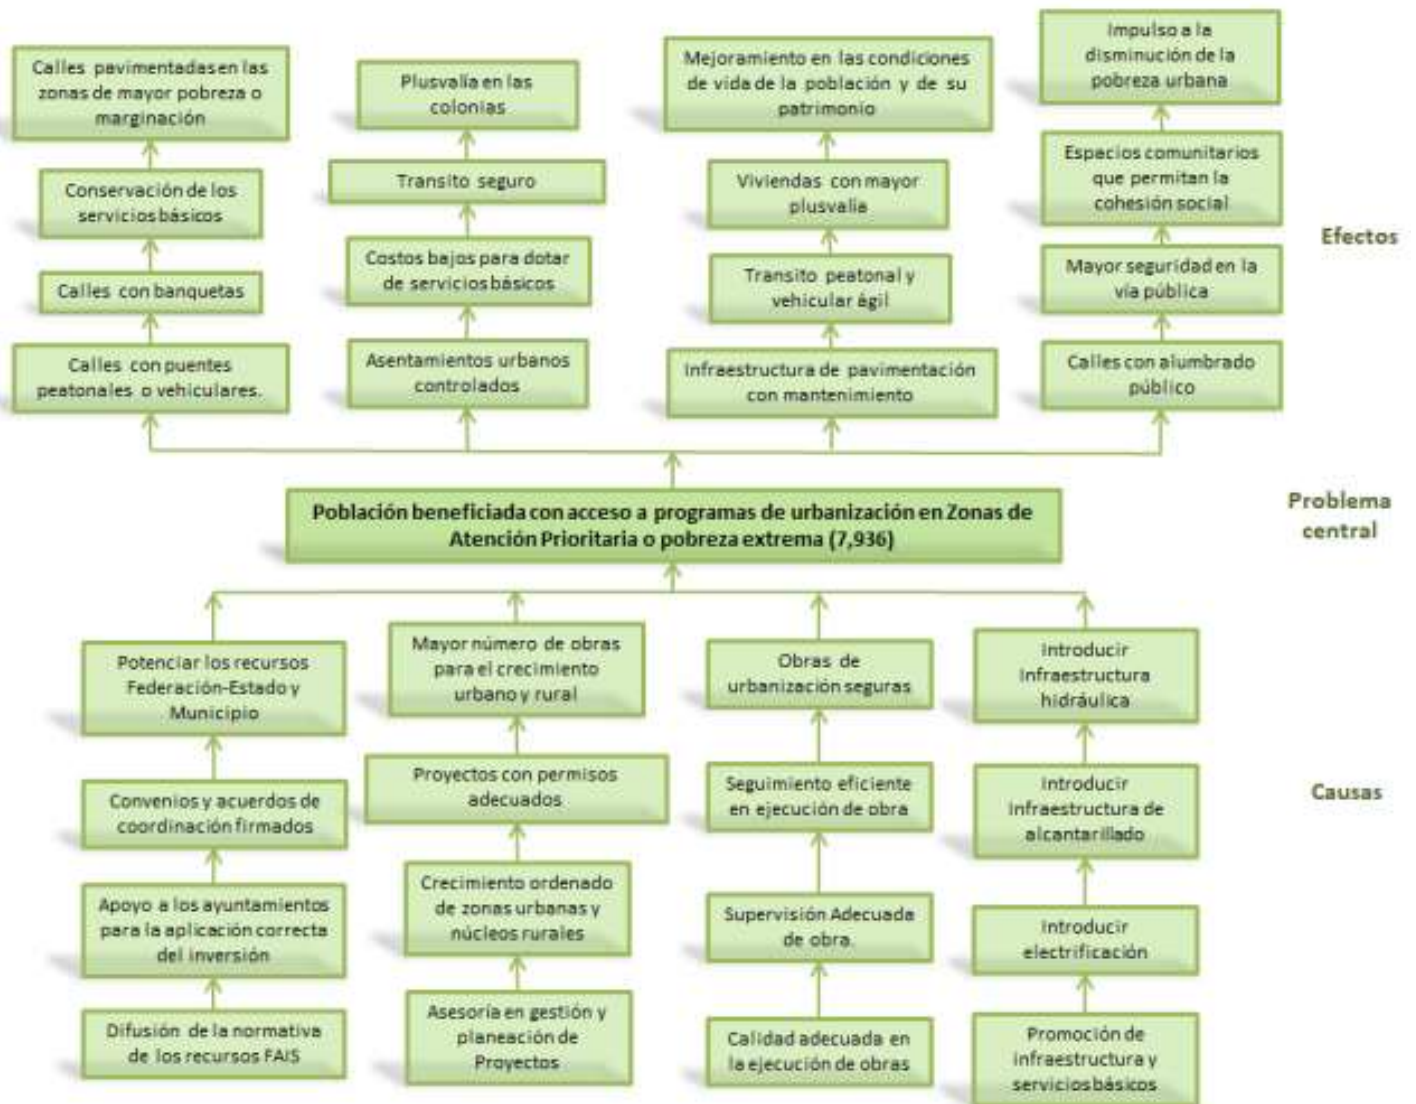 Calles pavimentadas en las
zonas de mayor pobreza o
marginación
Conservación de los
servicios básicos
Calles con banquetas
Calles con puentes
peatonales o vehiculares.
Plusvalía en las
colonias
Transito seguro
Costos bajos para dotar
de servicios básicos
Asentamientos urbanos
controlados
Mejoramiento en las condiciones
de vida de la población y de su
patrimonio
Viviendas con mayor
plusvalía
Transito peatonal y
vehicular ágil
Infraestructura de pavimentación
con mantenimiento
Impulso a la
disminución de la
pobreza urbana
Espacios comunitarios
que permitan la
cohesión social
Mayor seguridad en la
vía pública
Calles con alumbrado
público
Efectos
Población beneficiada con acceso a programas de urbanización en Zonas de
Atención Prioritaria o pobreza extrema (7,936)
Problema
central
Potenciar los recursos
Federación-Estado y
Municipio
Convenios y acuerdos de
coordinación firmados
Apoyo a los ayuntamientos
para la aplicación correcta
del inversión
Difusión de la normativa
de los recursos FAIS
Mayor número de obras
para el crecimiento
urbano y rural
Proyectos con permisos
adecuados
Crecimiento ordenado
de zonas urbanas y
núcleos rurales
Asesoría en gestión y
planeación de
Proyectos
Obras de
urbanización seguras
Seguimiento eficiente
en ejecución de obra
Supervisión Adecuada
de obra.
Calidad adecuada en
la ejecución de obras
Introducir
Infraestructura
hidráulica
Introducir
Infraestructura de
alcantarillado
Introducir
electrificación
Promoción de
infraestructura y
servicios básicos
Causas